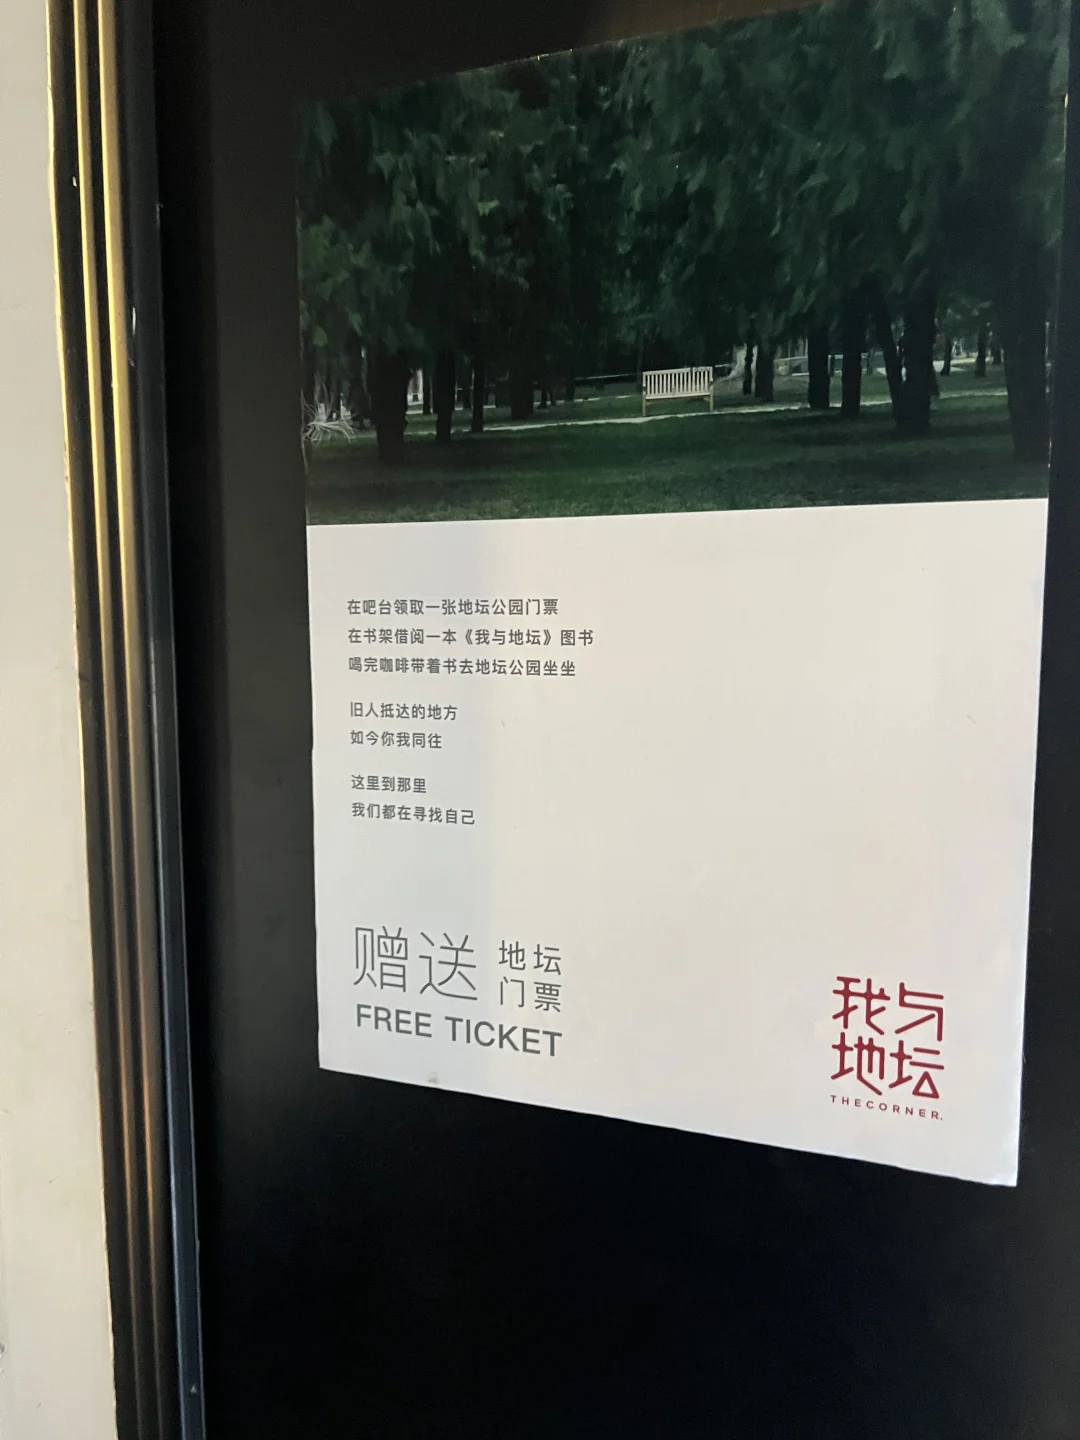 在吧台领取一张地坛公园门票
在书架借阅一本《我与地坛》图书
喝完咖啡带着书去地坛公园坐坐
旧人抵达的地方
如今你我同往
这里到那里
我们都在寻找自己
赠送 地坛
门票
FREE TICKET
我与
地坛
THECORNER.